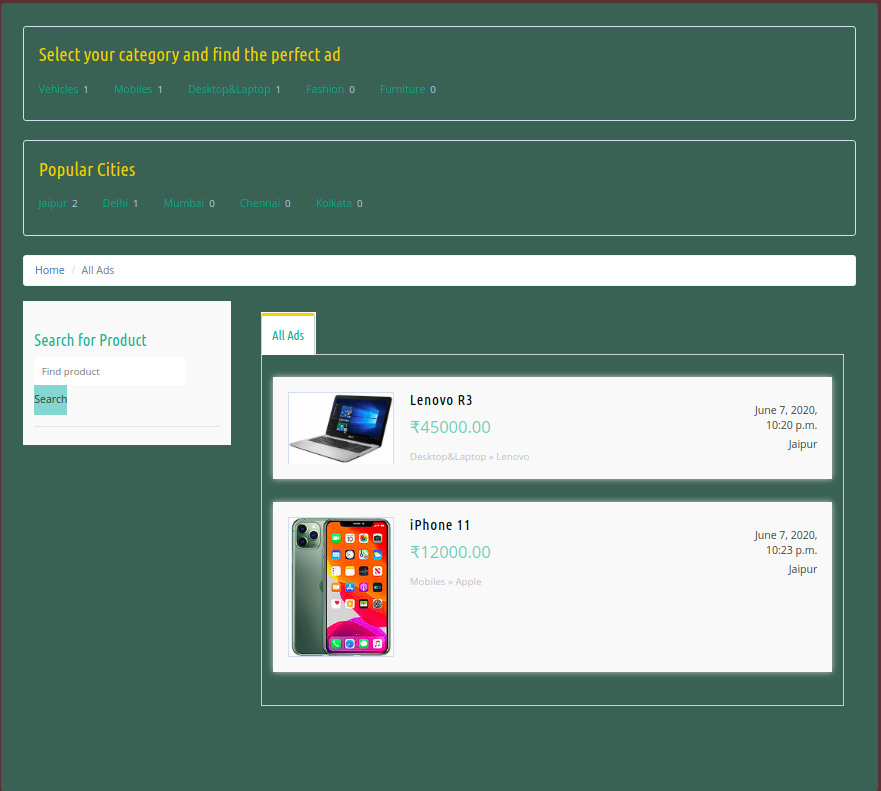 Select your category and find the perfect ad
Vehicles 1 Mobiles 1 Desktop&Laptop 1 Fashion 0 Furniture 0
Popular Cities
Jaipur 2 Delhi 1 Mumbai 0 Chennai 0 Kolkata 0
Home / All Ads
Search for Product
Find product
Search
All Ads
Lenovo R3
₹45000.00
Desktop&Laptop » Lenovo
June 7, 2020,
10:20 p.m.
Jaipur
iPhone 11
₹12000.00
Mobiles » Apple
June 7, 2020,
10:23 p.m.
Jaipur